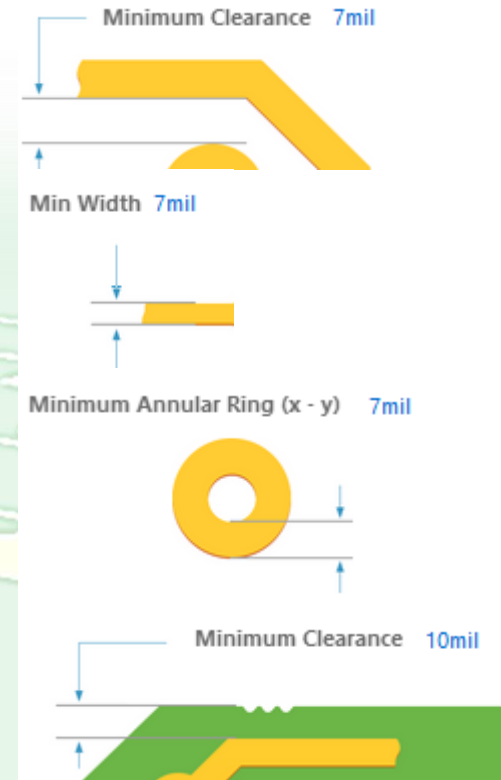 Minimum Clearance 7mil
Min Width 7mil
Minimum Annular Ring (x - y) 7mil
Minimum Clearance 10mil